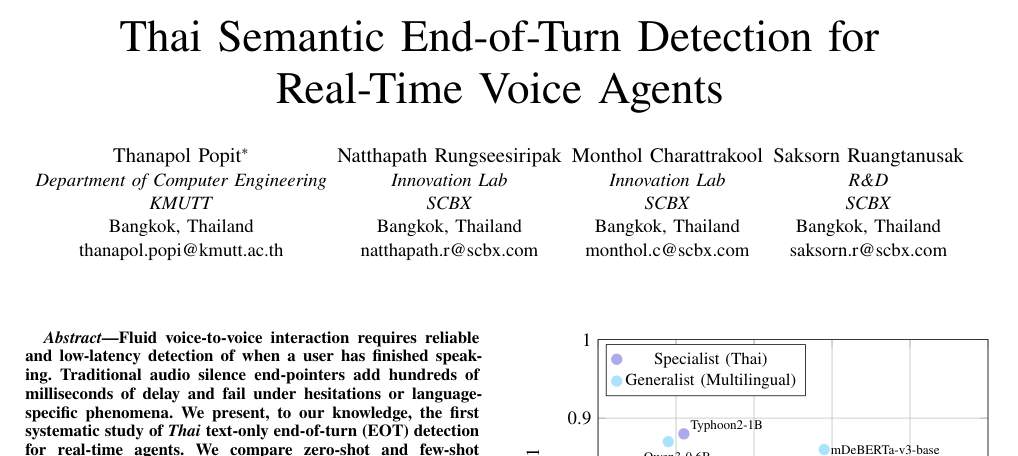 Thai Semantic End-of-Turn Detection for
Real-Time Voice Agents
Thanapol Popit*
Department of Computer Engineering
KMUTT
Bangkok, Thailand
thanapol.popi@kmutt.ac.th
Natthapath Rungseesiripak
Innovation Lab
SCBX
Bangkok, Thailand
natthapath.r@scbx.com
Monthol Charattrakool
Innovation Lab
SCBX
Bangkok, Thailand
monthol.c@scbx.com
Saksorn Ruangtanusak
R&D
SCBX
Bangkok, Thailand
saksorn.r@scbx.com
Abstract—Fluid voice-to-voice interaction requires reliable
and low-latency detection of when a user has finished speak-
ing. Traditional audio silence end-pointers add hundreds of
milliseconds of delay and fail under hesitations or language-
specific phenomena. We present, to our knowledge, the first
systematic study of Thai text-only end-of-turn (EOT) detection
for real-time agents. We compare zero-shot and few-shot
1
Specialist (Thai)
Generalist (Multilingual)
0.9
Typhoon2-1B
mDeBERTa-v3-base